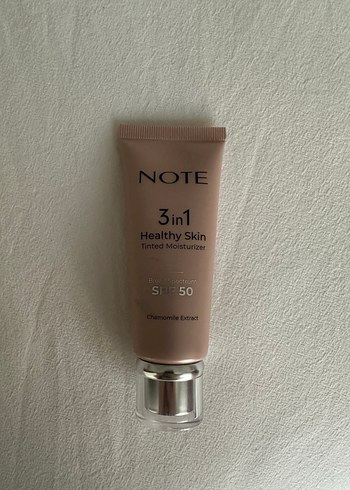 NOTE
3 in 1
Healthy Skin
Tinted Moisturizer
SPF 50
Chamomile Extract